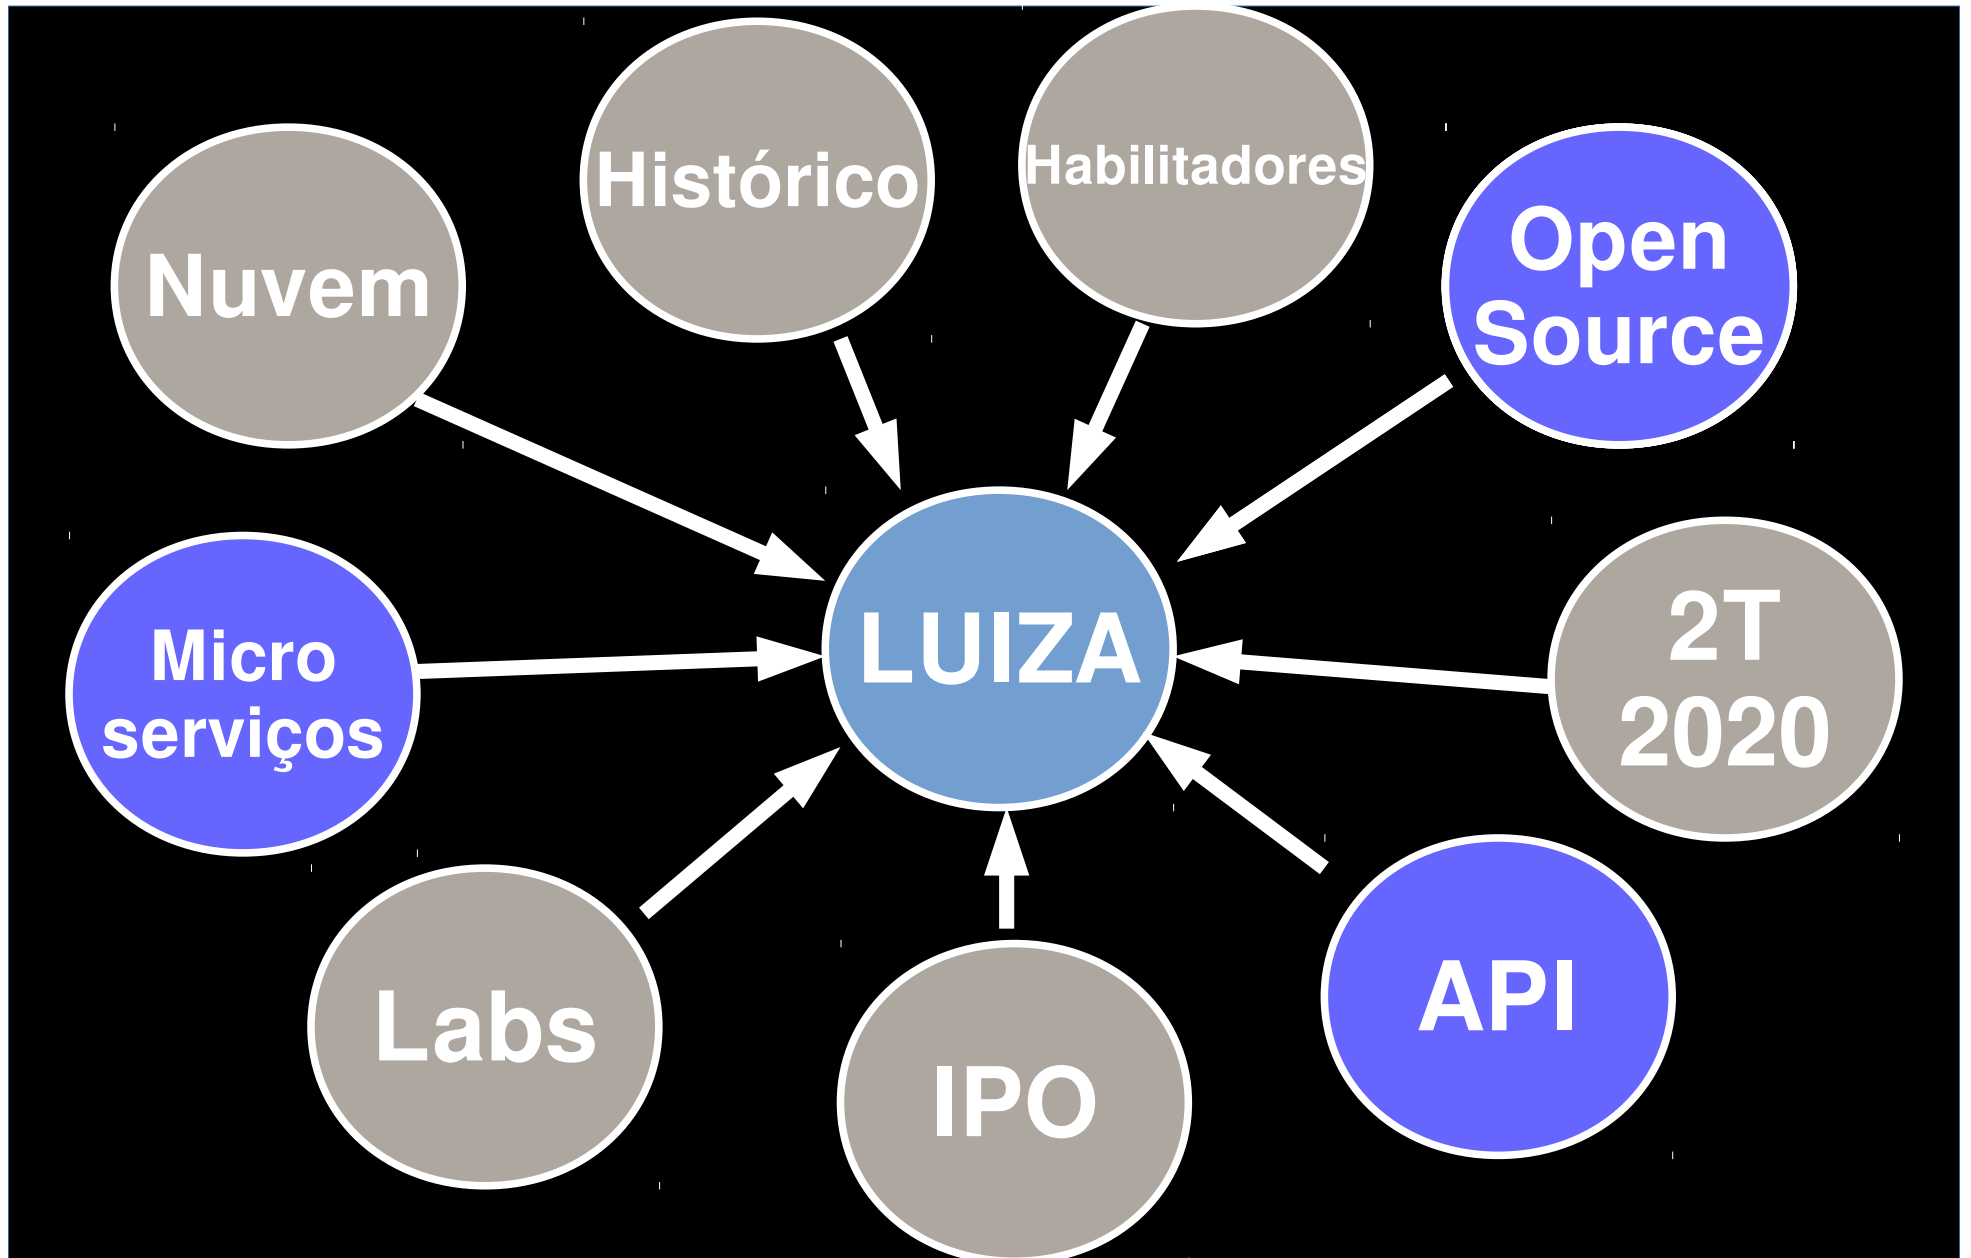 Histórico
Habilitadores
Nuvem
Open
Source
LUIZA
Micro
serviços
2T
2020
Labs
IPO
API